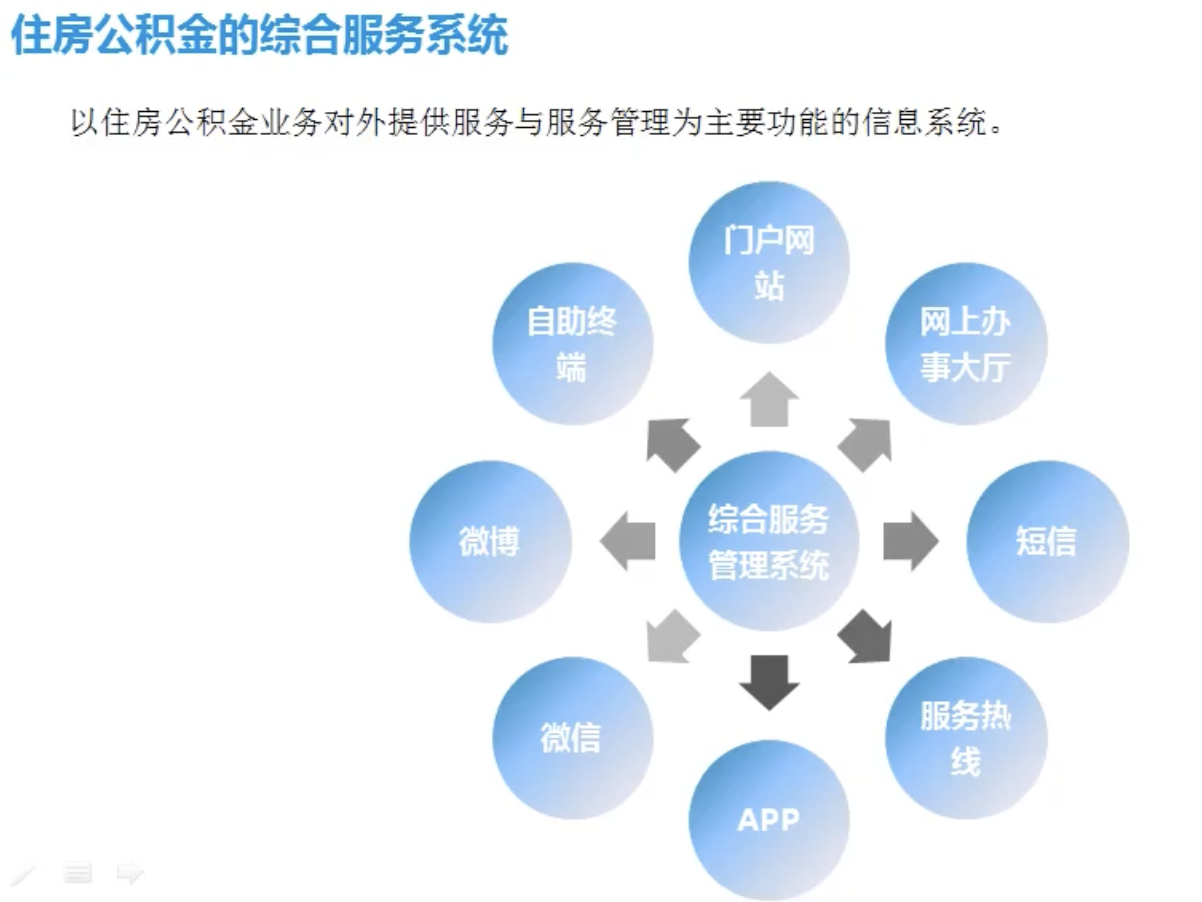 住房公积金的综合服务系统
以住房公积金业务对外提供服务与服务管理为主要功能的信息系统。
门户网
站
网上办
事大厅
短信
服务热
线
APP
微信
微博
自助终
端
综合服务
管理系统